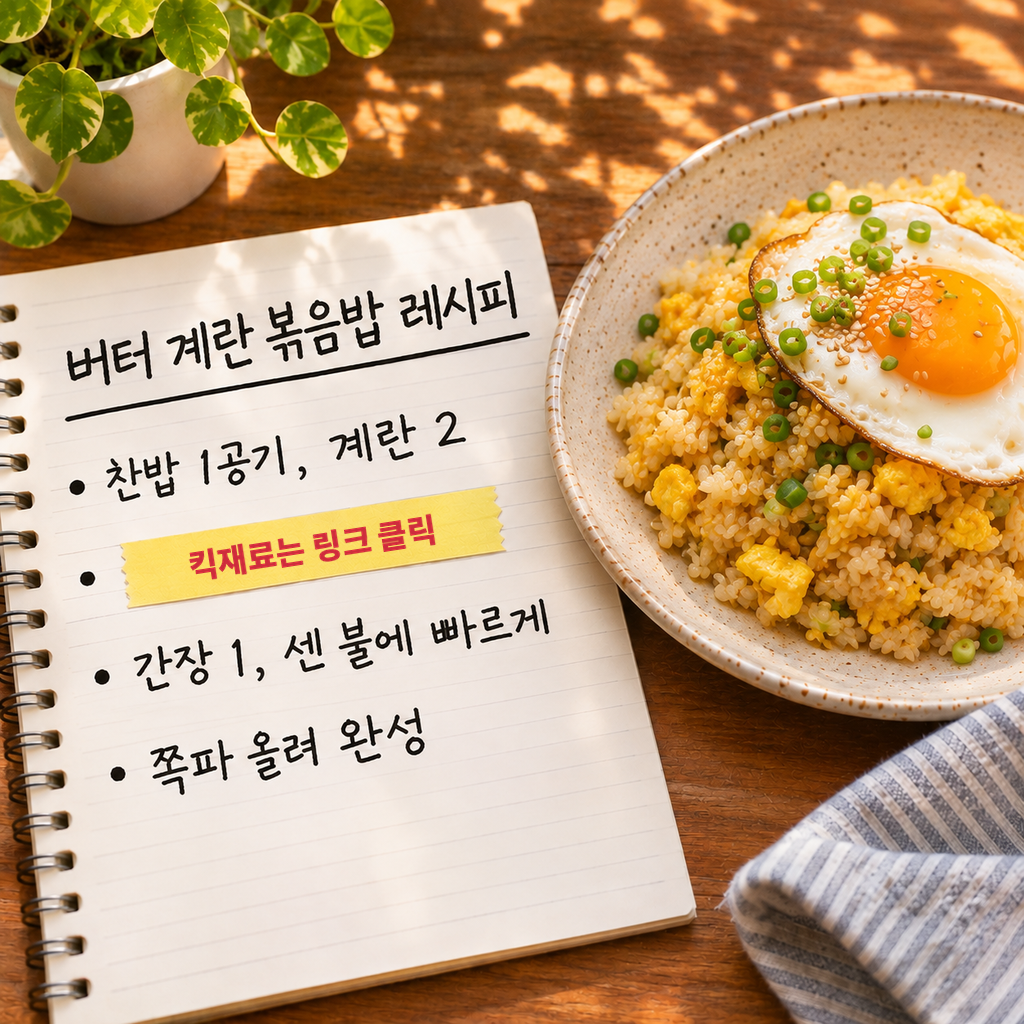 버터 계란 볶음밥 레시피
• 찬밥 1공기, 계란 2
• 킥재료는 링크 클릭
• 간장 1, 센 불에 빠르게
• 쪽파 올려 완성